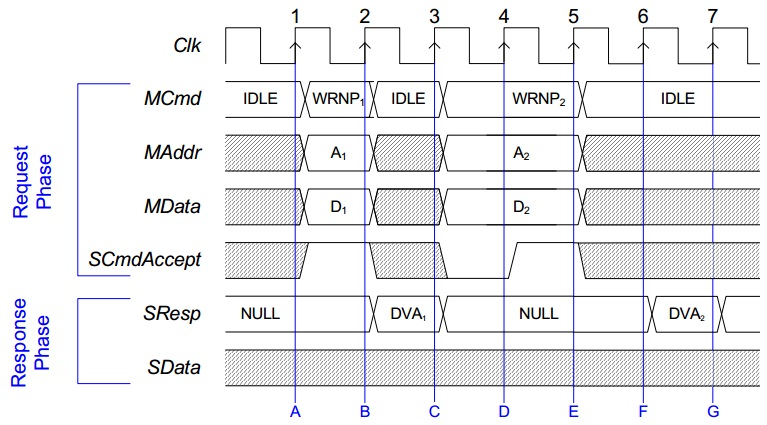 1 2 3 4 5 6 7
Clk
MCmd IDLE WRNP₁ IDLE WRNP₂ IDLE
MAddr A₁ A₂
MData D₁ D₂
SCmdAccept
Request
Phase
SResp NULL DVA₁ NULL DVA₂
SData
Response
Phase
A B C D E F G